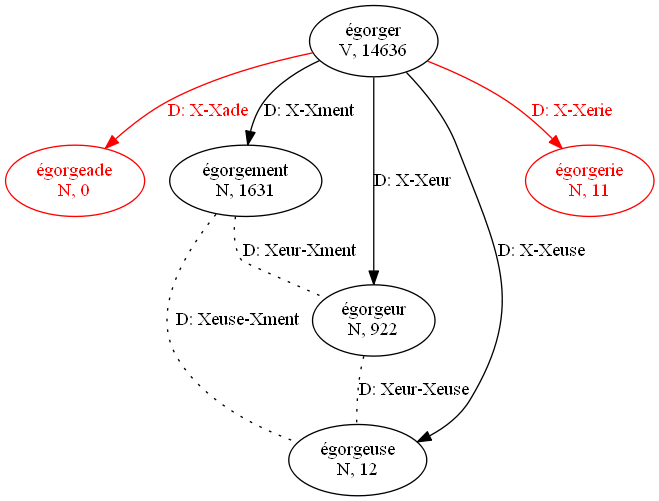 égorger
V, 14636
D: X-Xade
D: X-Xment
D: X-Xerie
égorgeade
N, 0
égorgement
N, 1631
D: X-Xeur
égorgerie
N, 11
D: Xeur-Xment
D: X-Xeuse
égorgeur
N, 922
D: Xeuse-Xment
D: Xeur-Xeuse
égorgeuse
N, 12